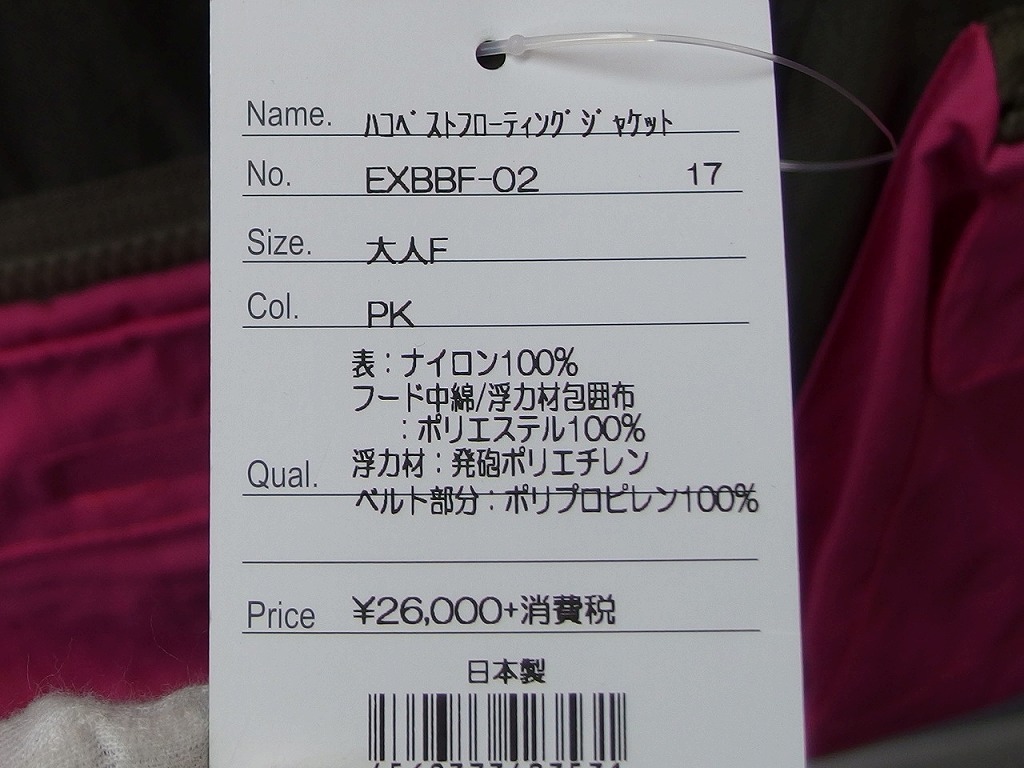 Name. ﾊｺﾍﾞｽﾄﾌﾛｰﾃｨﾝｸﾞｼﾞｬｹｯﾄ
No. EXBBF-02 17
Size. 大人F
Col. PK
表：ナイロン100%
フード中綿/浮力材包囲布
：ポリエステル100%
Qual. 浮力材：発砲ポリエチレン
ベルト部分：ポリプロピレン100%
Price ¥26,000+消費税
日本製